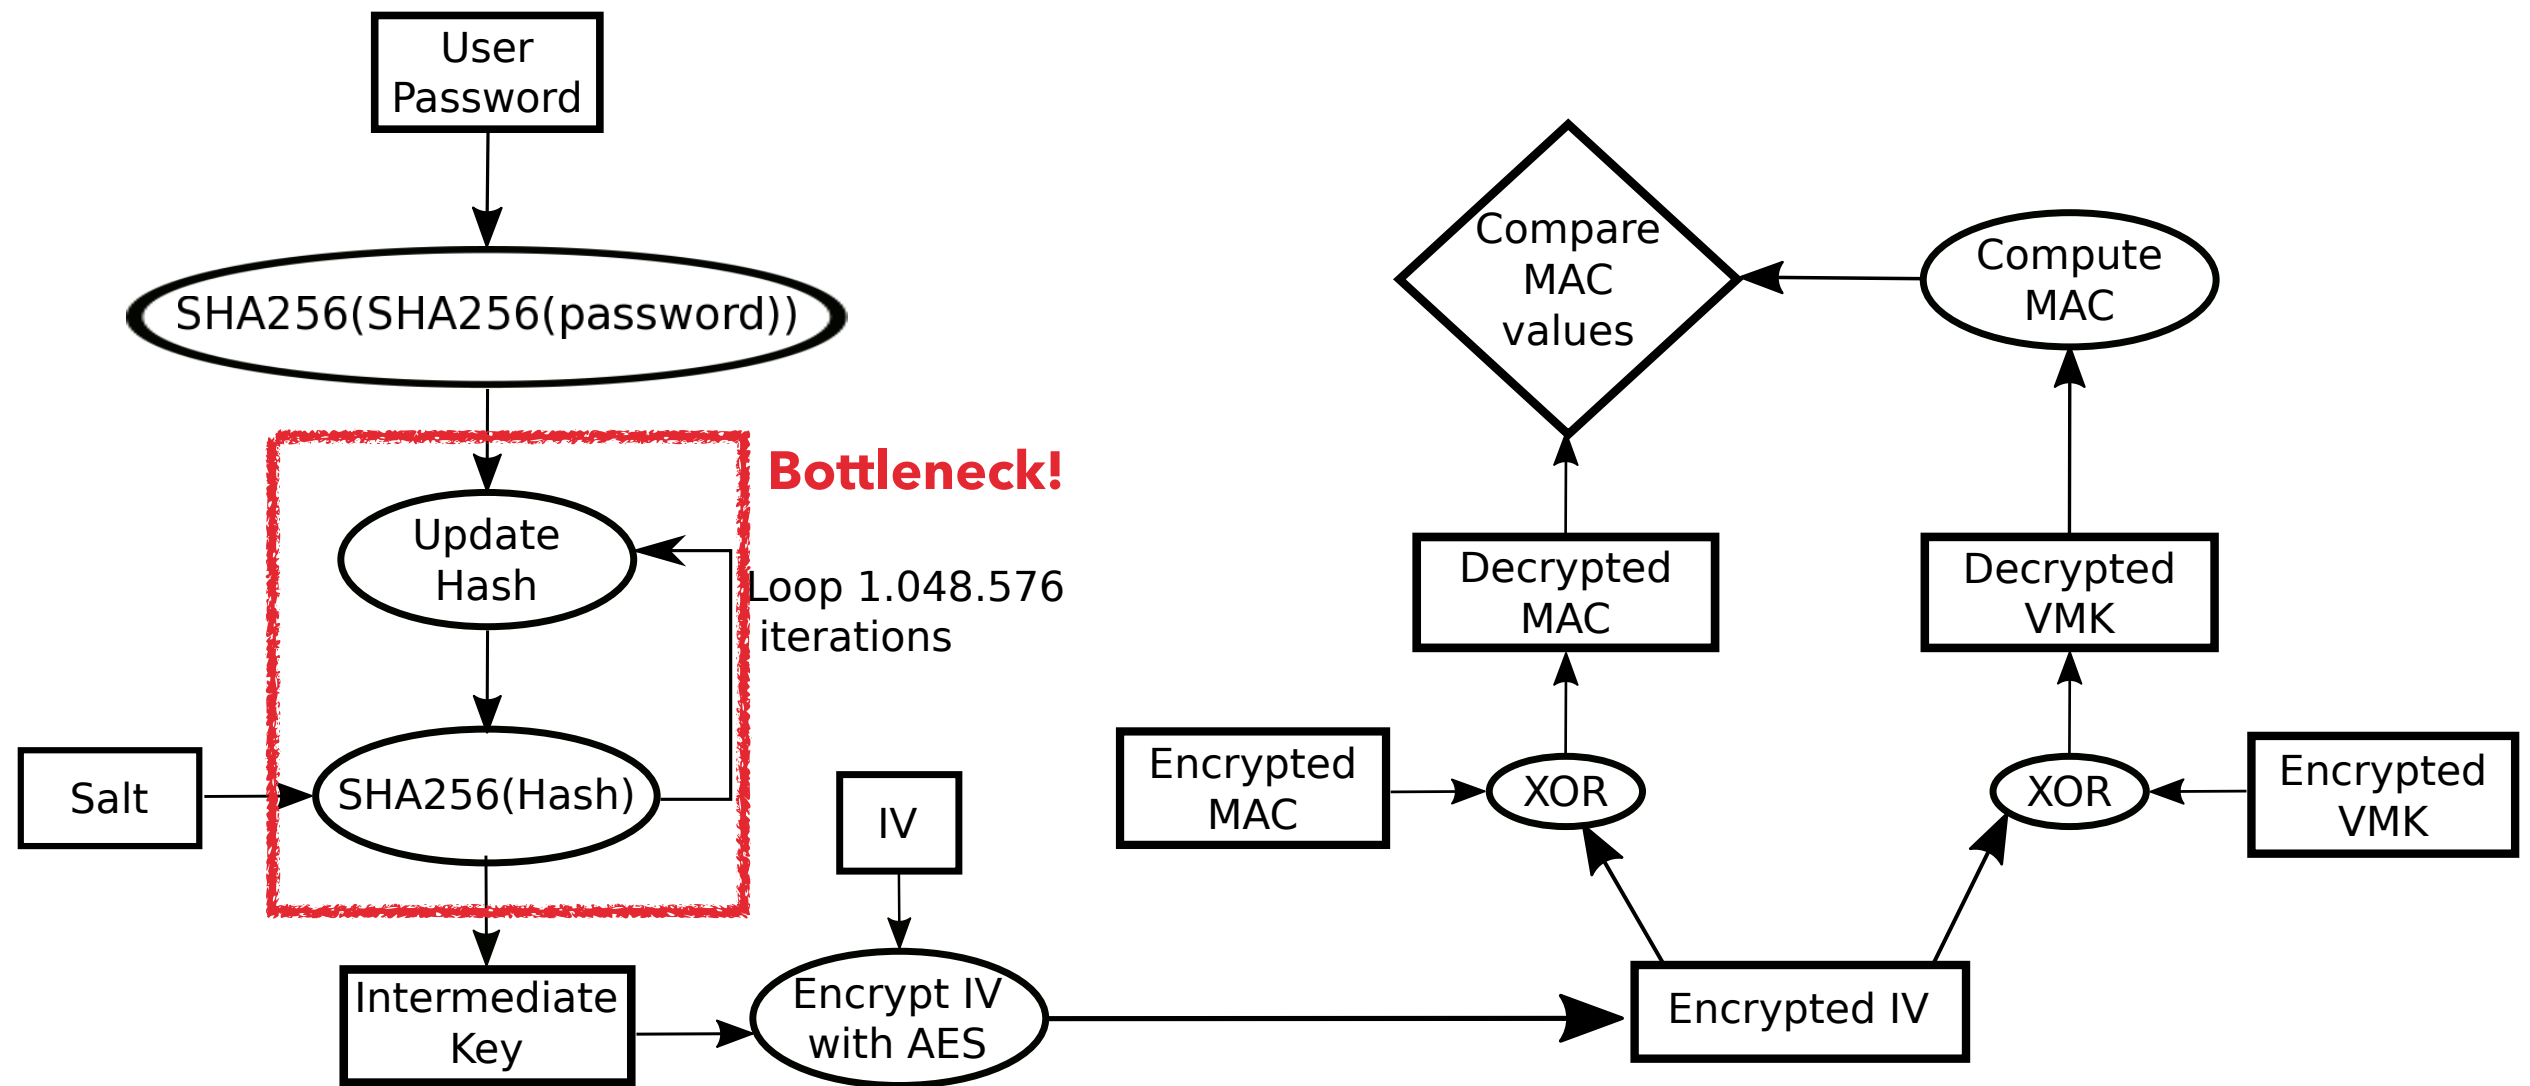 User
Password
SHA256(SHA256(password))
Bottleneck!
Update
Hash
Loop 1.048.576
iterations
Salt
SHA256(Hash)
IV
Intermediate
Key
Encrypt IV
with AES
Compare
MAC
values
Compute
MAC
Decrypted
MAC
Decrypted
VMK
Encrypted
MAC
XOR
XOR
Encrypted
VMK
Encrypted IV